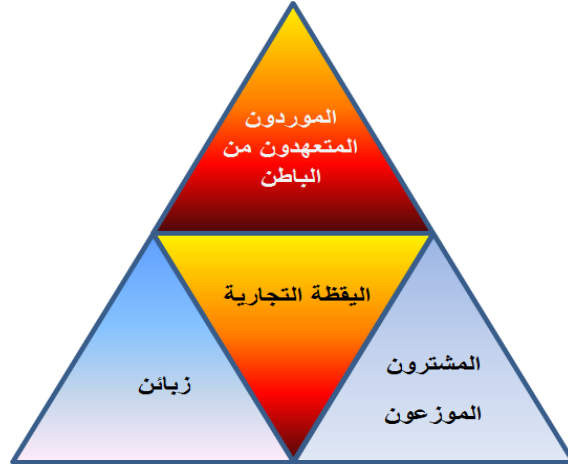 الموردون
المتعهدون من
الباطن
اليقظة التجارية
المشترون
الموزعون
زبائن